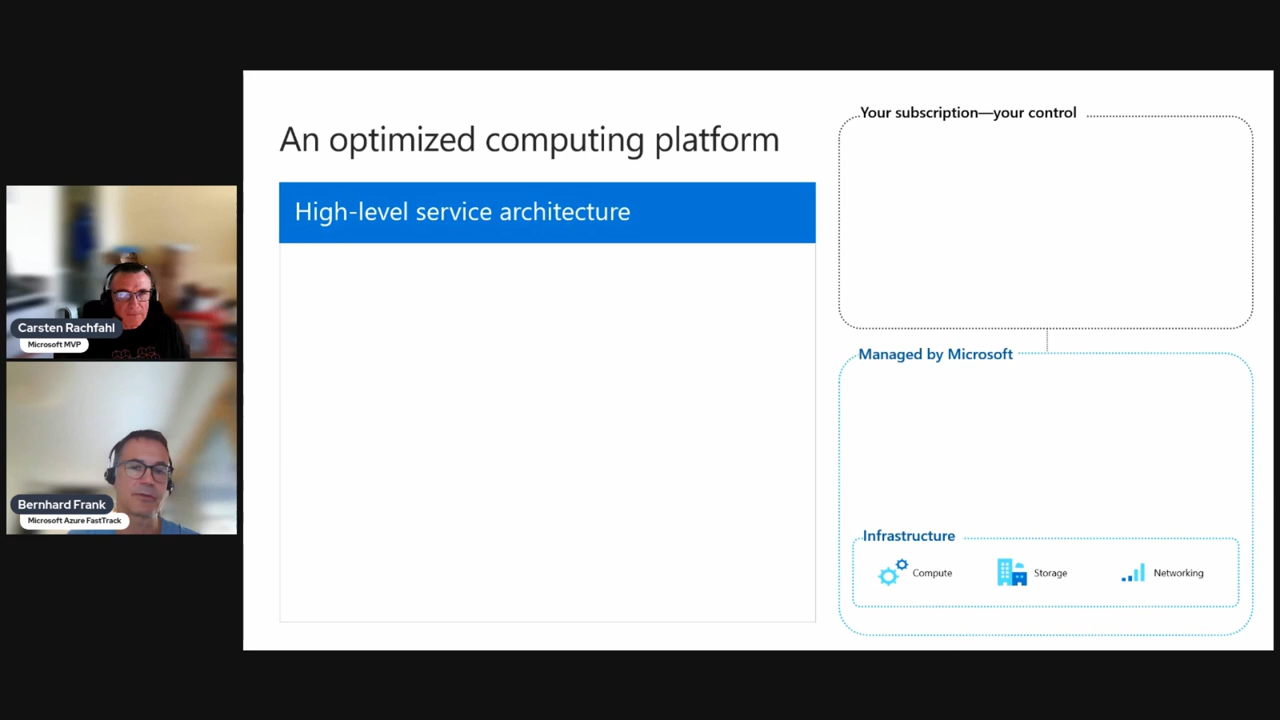 An optimized computing platform
High-level service architecture
Your subscription—your control
Managed by Microsoft
Infrastructure
Compute
Storage
Networking
Carsten Rachfahl
Microsoft MVP
Bernhard Frank
Microsoft Azure FastTrack